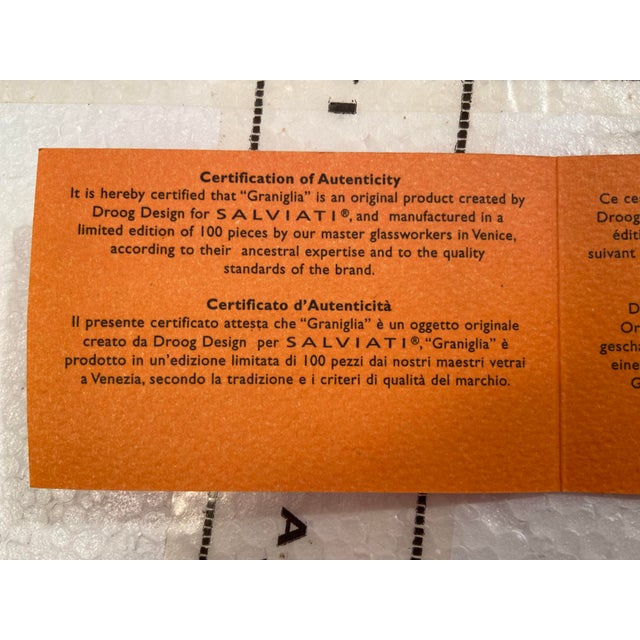 Certification of Autenticity
It is hereby certified that “Graniglia” is an original product created by
Droog Design for SALVIATI®, and manufactured in a
limited edition of 100 pieces by our master glassworkers in Venice,
according to their ancestral expertise and to the quality
standards of the brand.
Certificato d’Autenticità
Il presente certificato attesta che “Graniglia” è un oggetto originale
creato da Droog Design per SALVIATI®, “Graniglia” è
prodotto in un’edizione limitata di 100 pezzi dai nostri maestri vetrai
a Venezia, secondo la tradizione e i criteri di qualità del marchio.
Ce
Droog
suivant
eine
A